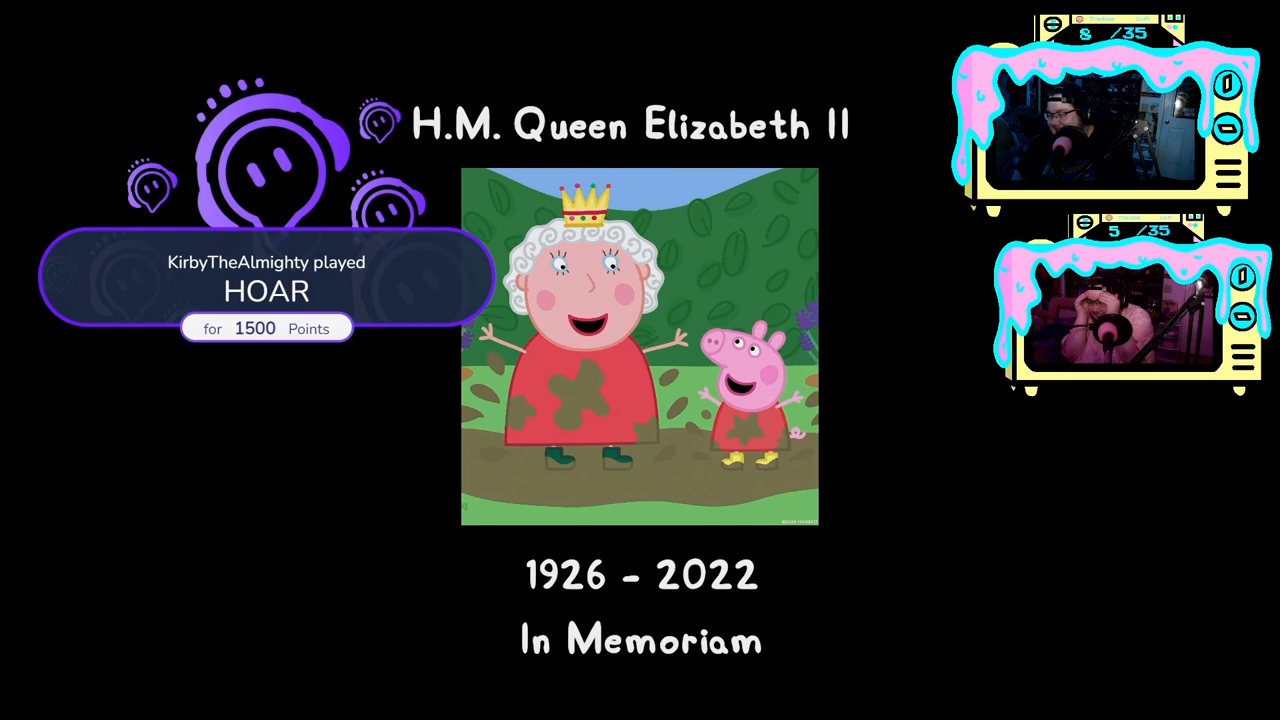 8 /35
H.M. Queen Elizabeth II
KirbyTheAlmighty played
HOAR
for 1500 Points
5 /35
1926 - 2022
In Memoriam